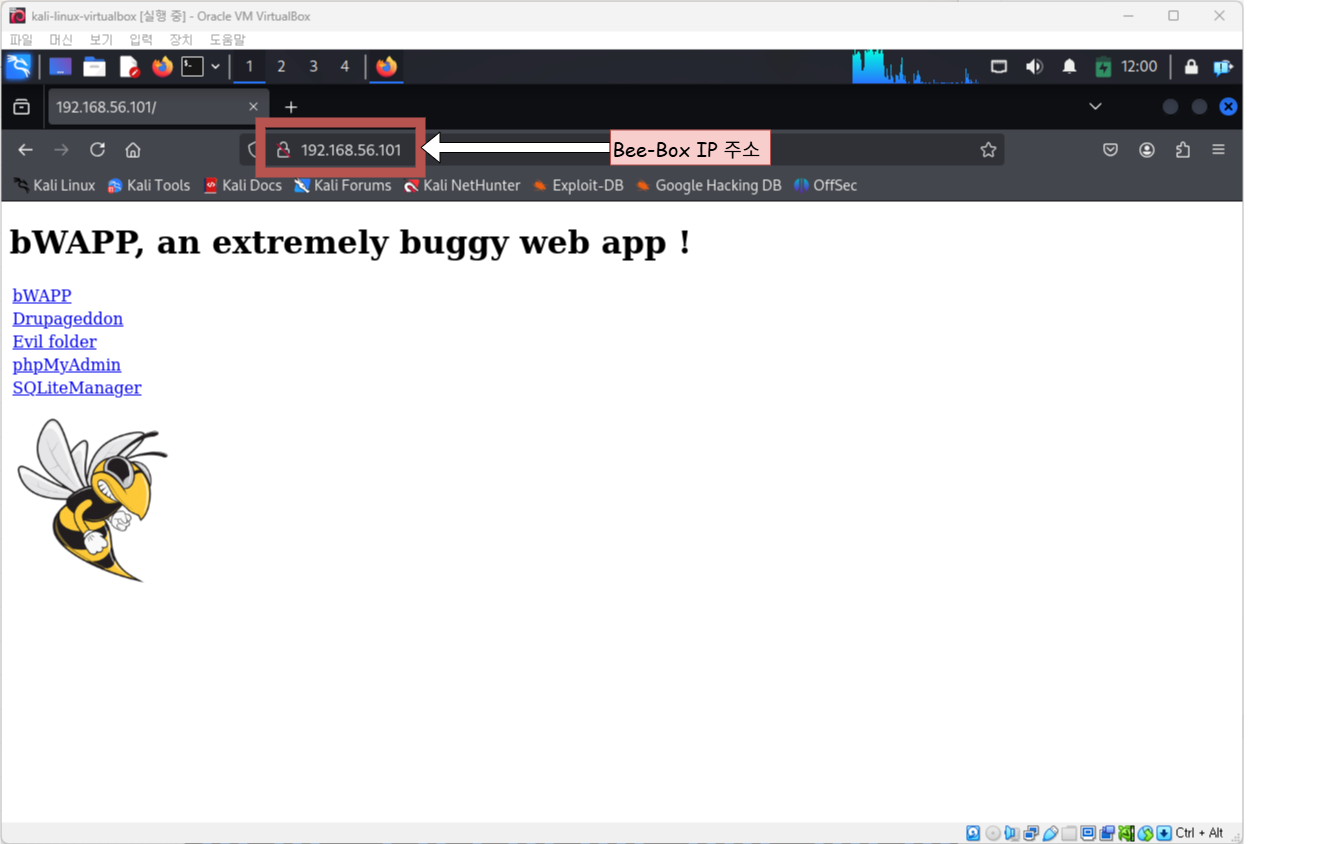 kali-linux-virtualbox [실행 중] - Oracle VM VirtualBox
파일 머신 보기 입력 장치 도움말
1 2 3 4 12:00
192.168.56.101/
192.168.56.101
Bee-Box IP 주소
Kali Linux Kali Tools Kali Docs Kali Forums Kali NetHunter Exploit-DB Google Hacking DB OffSec
bWAPP, an extremely buggy web app !
bWAPP
Drupageddon
Evil folder
phpMyAdmin
SQLiteManager
Ctrl + Alt